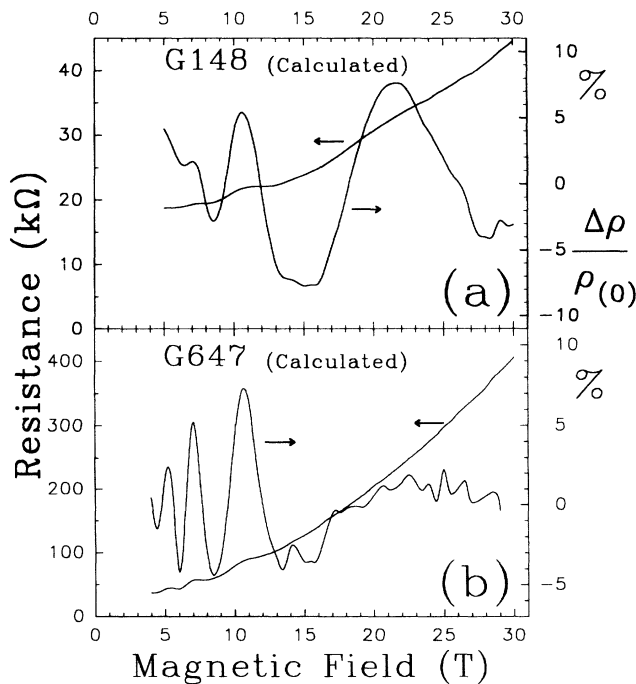 0 5 10 15 20 25 30
G148 (Calculated)
45
40
30
20
10
0
10
5
0
-5
-10
%
Δρ
ρ(0)
(a)
G647 (Calculated)
400
300
200
100
0
10
5
0
-5
%
(b)
0 5 10 15 20 25 30
Resistance (kΩ)
Magnetic Field (T)